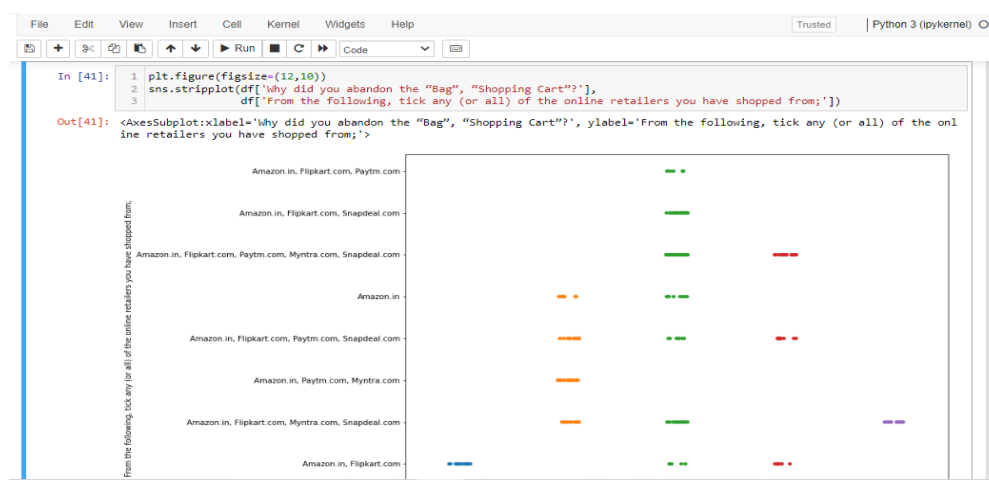 File Edit View Insert Cell Kernel Widgets Help
Trusted
Python 3 (ipykernel)
Run
Code
In [41]:
1 plt.figure(figsize=(12,10))
2 sns.stripplot(df['Why did you abandon the “Bag”, “Shopping Cart”?'],
3 df['From the following, tick any (or all) of the online retailers you have shopped from;'])
Out[41]: <AxesSubplot:xlabel='Why did you abandon the “Bag”, “Shopping Cart”?', ylabel='From the following, tick any (or all) of the onl
ine retailers you have shopped from;'>
From the following, tick any (or all) of the online retailers you have shopped from;
Amazon.in, Flipkart.com, Paytm.com
Amazon.in, Flipkart.com, Snapdeal.com
Amazon.in, Flipkart.com, Paytm.com, Myntra.com, Snapdeal.com
Amazon.in
Amazon.in, Flipkart.com, Paytm.com, Snapdeal.com
Amazon.in, Paytm.com, Myntra.com
Amazon.in, Flipkart.com, Myntra.com, Snapdeal.com
Amazon.in, Flipkart.com